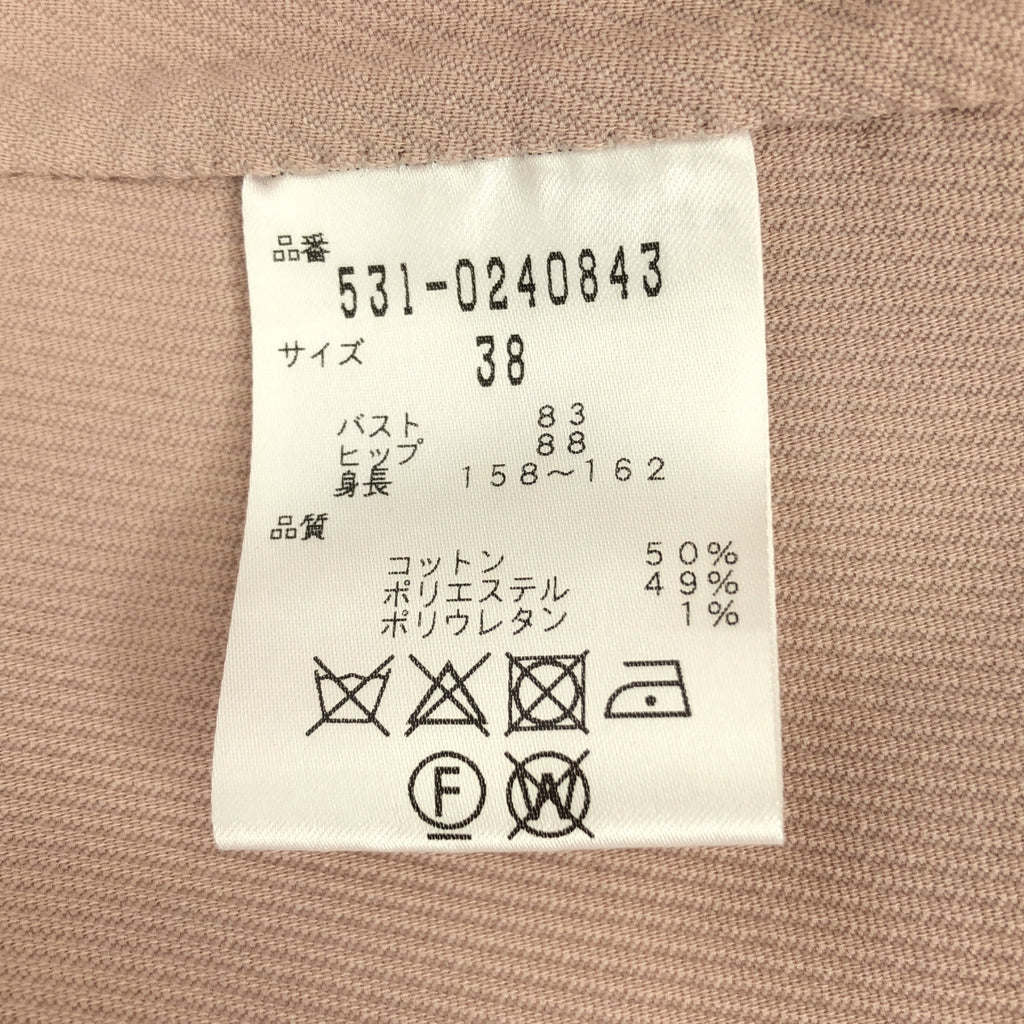 品番
531-0240843
サイズ 38
バスト 83
ヒップ 88
身長 158～162
品質
コットン 50%
ポリエステル 49%
ポリウレタン 1%
F W